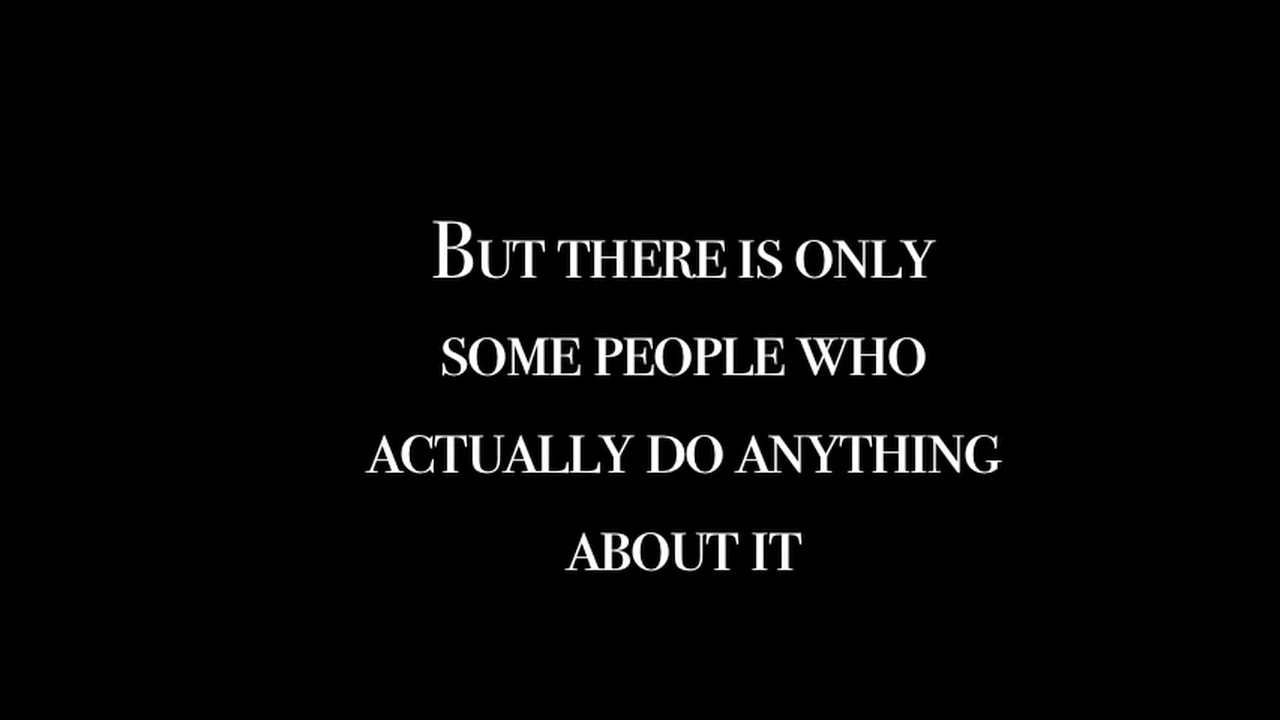 But there is only
some people who
actually do anything
about it